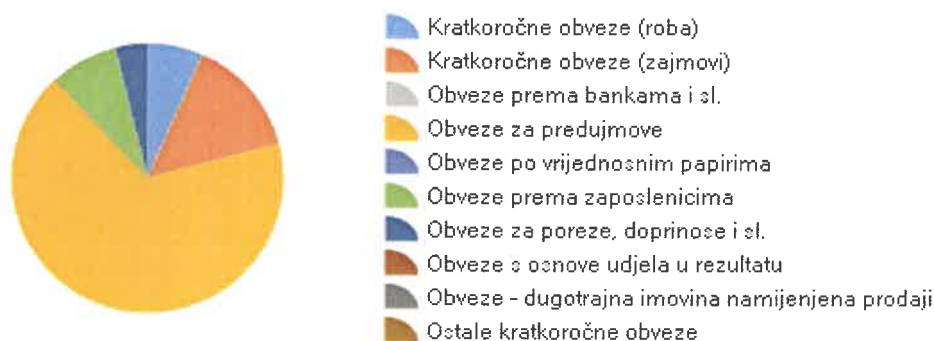 Kratkoročne obveze (roba)
Kratkoročne obveze (zajmovi)
Obveze prema bankama i sl.
Obveze za predujmove
Obveze po vrijednosnim papirima
Obveze prema zaposlenicima
Obveze za poreze, doprinose i sl.
Obveze s osnove udjela u rezultatu
Obveze - dugotrajna imovina namijenjena prodaji
Ostale kratkoročne obveze